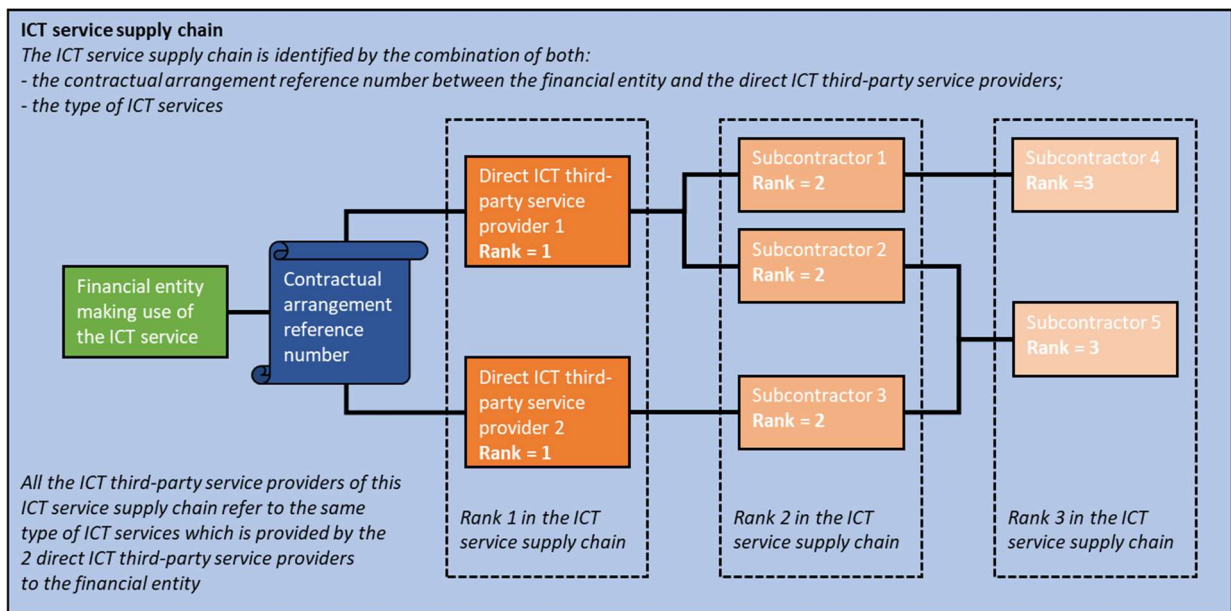 ICT service supply chain
The ICT service supply chain is identified by the combination of both:
- the contractual arrangement reference number between the financial entity and the direct ICT third-party service providers;
- the type of ICT services
Financial entity
making use of
the ICT service
Contractual
arrangement
reference
number
Direct ICT third-
party service
provider 1
Rank = 1
Direct ICT third-
party service
provider 2
Rank = 1
Rank 1 in the ICT
service supply chain
Subcontractor 1
Rank = 2
Subcontractor 2
Rank = 2
Subcontractor 3
Rank = 2
Rank 2 in the ICT
service supply chain
Subcontractor 4
Rank =3
Subcontractor 5
Rank = 3
Rank 3 in the ICT
service supply chain
All the ICT third-party service providers of this
ICT service supply chain refer to the same
type of ICT services which is provided by the
2 direct ICT third-party service providers
to the financial entity